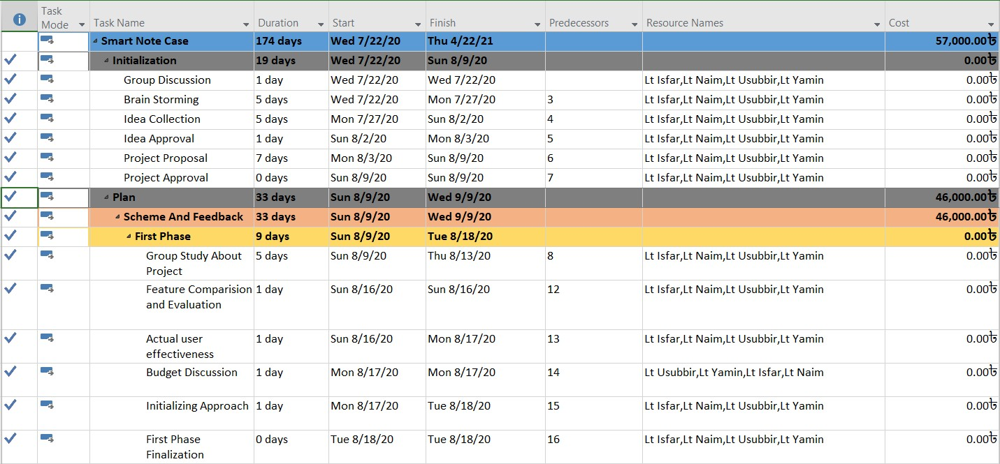 Task Mode Task Name Duration Start Finish Predecessors Resource Names Cost
Smart Note Case 174 days Wed 7/22/20 Thu 4/22/21 57,000.00৳
Initialization 19 days Wed 7/22/20 Sun 8/9/20 0.00৳
Group Discussion 1 day Wed 7/22/20 Wed 7/22/20 Lt Isfar,Lt Naim,Lt Usubbir,Lt Yamin 0.00৳
Brain Storming 5 days Wed 7/22/20 Mon 7/27/20 3 Lt Isfar,Lt Naim,Lt Usubbir,Lt Yamin 0.00৳
Idea Collection 5 days Mon 7/27/20 Sun 8/2/20 4 Lt Isfar,Lt Naim,Lt Usubbir,Lt Yamin 0.00৳
Idea Approval 1 day Sun 8/2/20 Mon 8/3/20 5 Lt Isfar,Lt Naim,Lt Usubbir,Lt Yamin 0.00৳
Project Proposal 7 days Mon 8/3/20 Sun 8/9/20 6 Lt Isfar,Lt Naim,Lt Usubbir,Lt Yamin 0.00৳
Project Approval 0 days Sun 8/9/20 Sun 8/9/20 7 Lt Isfar,Lt Naim,Lt Usubbir,Lt Yamin 0.00৳
Plan 33 days Sun 8/9/20 Wed 9/9/20 46,000.00৳
Scheme And Feedback 33 days Sun 8/9/20 Wed 9/9/20 46,000.00৳
First Phase 9 days Sun 8/9/20 Tue 8/18/20 0.00৳
Group Study About 5 days Sun 8/9/20 Thu 8/13/20 8 Lt Isfar,Lt Naim,Lt Usubbir,Lt Yamin 0.00৳
Project
Feature Comparision 1 day Sun 8/16/20 Sun 8/16/20 12 Lt Isfar,Lt Naim,Lt Usubbir,Lt Yamin 0.00৳
and Evaluation
Actual user 1 day Sun 8/16/20 Mon 8/17/20 13 Lt Isfar,Lt Naim,Lt Usubbir,Lt Yamin 0.00৳
effectiveness
Budget Discussion 1 day Mon 8/17/20 Mon 8/17/20 14 Lt Usubbir,Lt Yamin,Lt Isfar,Lt Naim 0.00৳
Initializing Approach 1 day Mon 8/17/20 Tue 8/18/20 15 Lt Isfar,Lt Naim,Lt Usubbir,Lt Yamin 0.00৳
First Phase 0 days Tue 8/18/20 Tue 8/18/20 16 Lt Isfar,Lt Naim,Lt Usubbir,Lt Yamin 0.00৳
Finalization